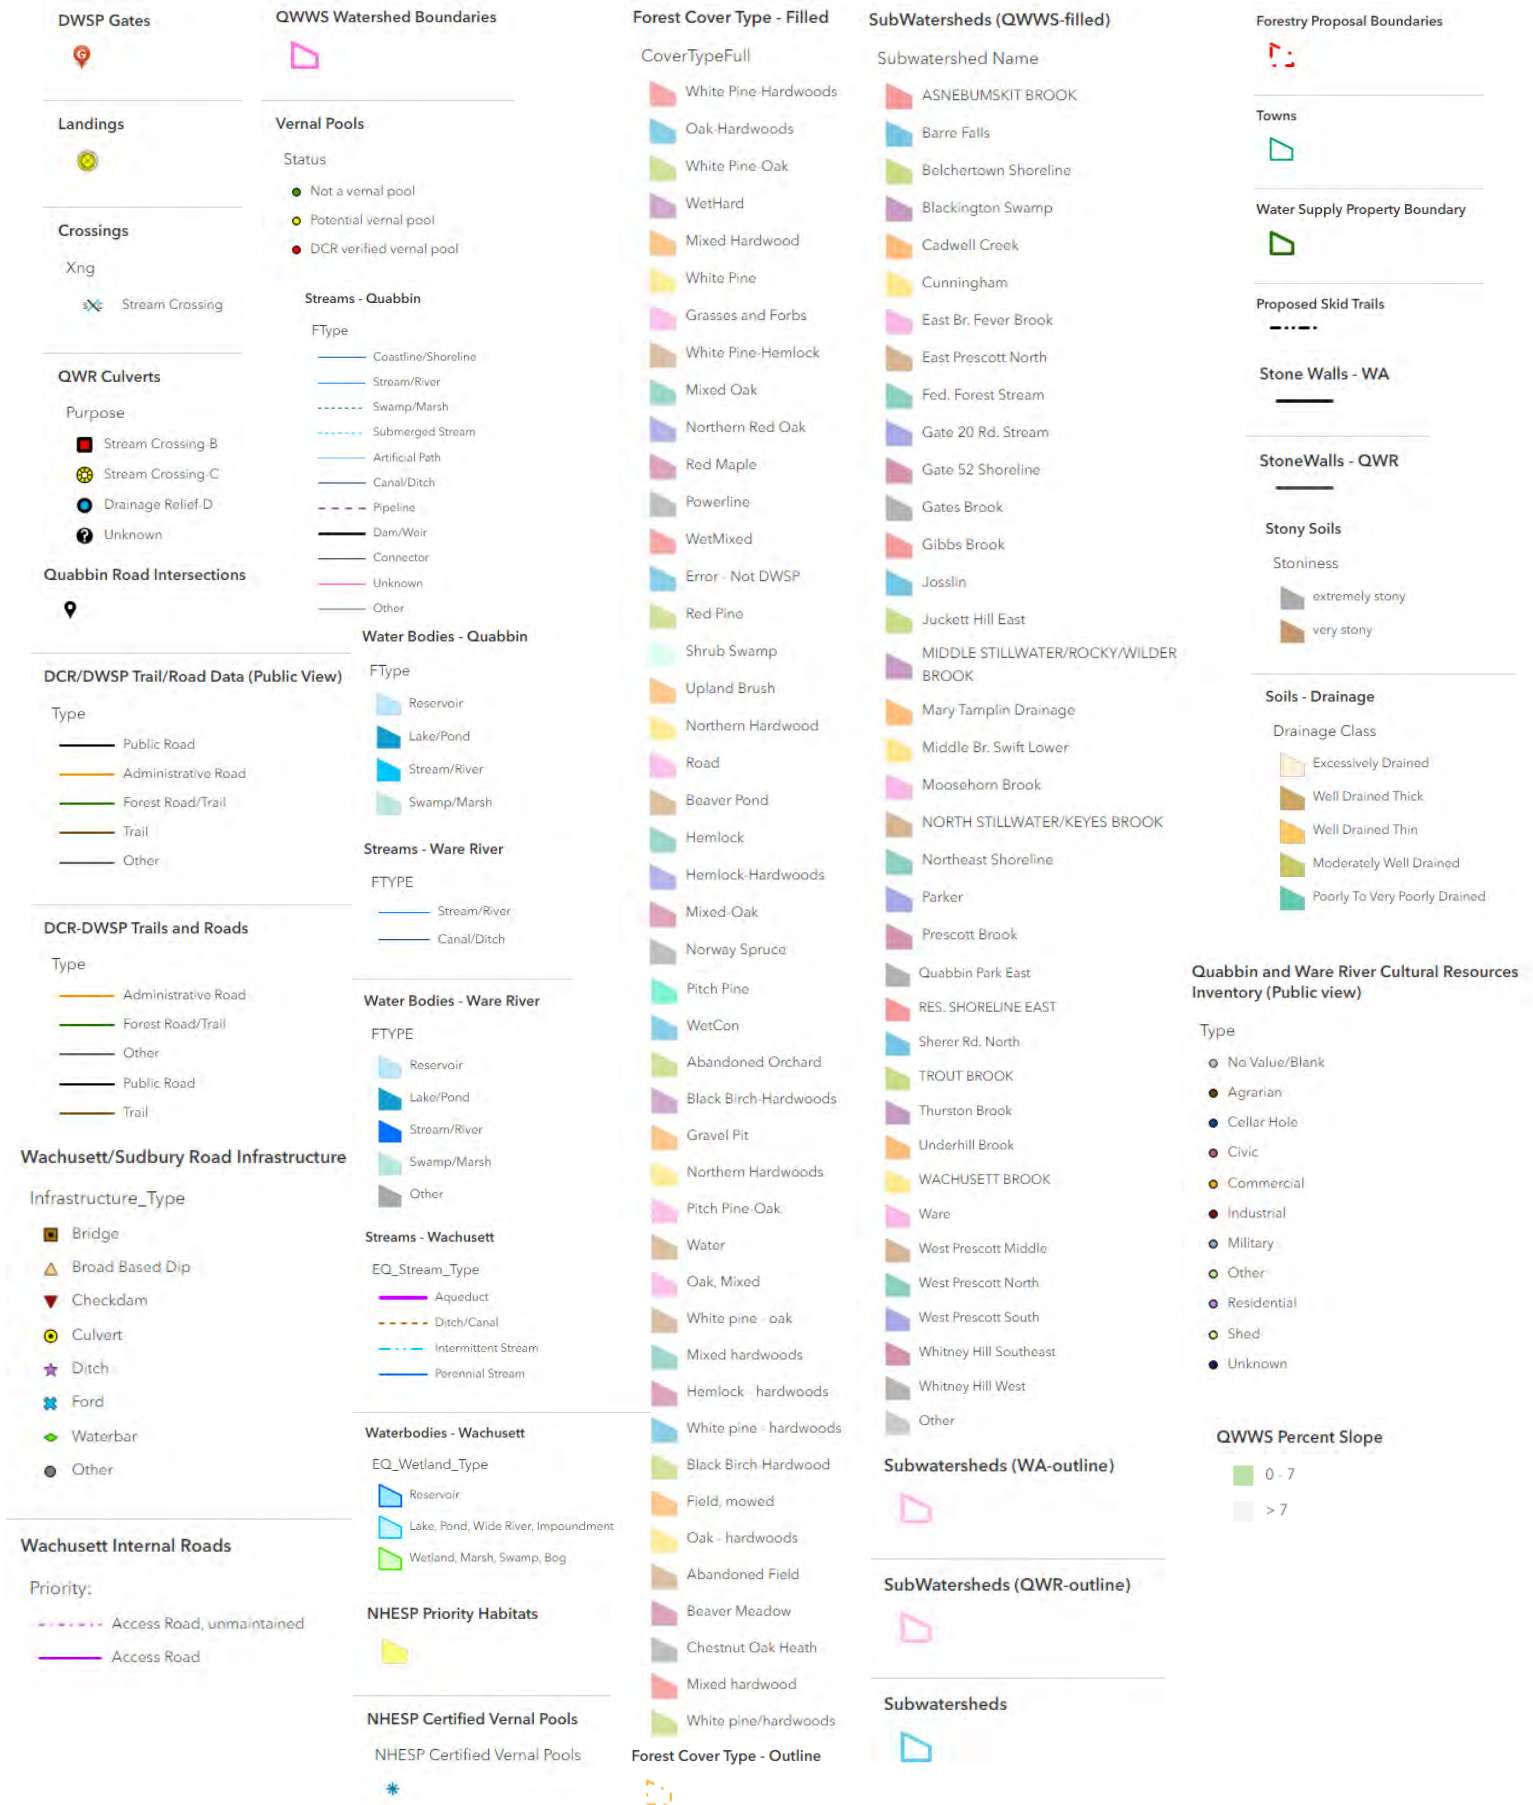 DWSP Gates
G
Landings
Crossings
Xng
Stream Crossing
QWR Culverts
Purpose
Stream Crossing-B
Stream Crossing-C
Drainage Relief-D
?
Unknown
Quabbin Road Intersections
DCR/DWSP Trail/Road Data (Public View)
Type
Public Road
Administrative Road
Forest Road/Trail
Trail
Other
DCR-DWSP Trails and Roads
Type
Administrative Road
Forest Road/Trail
Other
Public Road
Trail
Wachusett/Sudbury Road Infrastructure
Infrastructure_Type
Bridge
Broad Based Dip
Checkdam
Culvert
Ditch
Ford
Waterbar
Other
Wachusett Internal Roads
Priority:
Access Road, unmaintained
Access Road
QWWS Watershed Boundaries
Vernal Pools
Status
Not a vernal pool
Potential vernal pool
DCR verified vernal pool
Streams - Quabbin
FType
Coastline/Shoreline
Stream/River
Swamp/Marsh
Submerged Stream
Artificial Path
Canal/Ditch
Pipeline
Dam/Weir
Connector
Unknown
Other
Water Bodies - Quabbin
FType
Reservoir
Lake/Pond
Stream/River
Swamp/Marsh
Streams - Ware River
FTYPE
Stream/River
Canal/Ditch
Water Bodies - Ware River
FTYPE
Reservoir
Lake/Pond
Stream/River
Swamp/Marsh
Other
Streams - Wachusett
EQ_Stream_Type
Aqueduct
Ditch/Canal
Intermittent Stream
Perennial Stream
Waterbodies - Wachusett
EQ_Wetland_Type
Reservoir
Lake, Pond, Wide River, Impoundment
Wetland, Marsh, Swamp, Bog
NHESP Priority Habitats
NHESP Certified Vernal Pools
NHESP Certified Vernal Pools
Forest Cover Type - Filled
CoverTypeFull
White Pine-Hardwoods
Oak-Hardwoods
White Pine-Oak
WetHard
Mixed Hardwood
White Pine
Grasses and Forbs
White Pine-Hemlock
Mixed Oak
Northern Red Oak
Red Maple
Powerline
WetMixed
Error - Not DWSP
Red Pine
Shrub Swamp
Upland Brush
Northern Hardwood
Road
Beaver Pond
Hemlock
Hemlock-Hardwoods
Mixed-Oak
Norway Spruce
Pitch Pine
WetCon
Abandoned Orchard
Black Birch-Hardwoods
Gravel Pit
Northern Hardwoods
Pitch Pine-Oak
Water
Oak, Mixed
White pine - oak
Mixed hardwoods
Hemlock - hardwoods
White pine - hardwoods
Black Birch-Hardwood
Field, mowed
Oak - hardwoods
Abandoned Field
Beaver Meadow
Chestnut Oak Heath
Mixed hardwood
White pine/hardwoods
Forest Cover Type - Outline
SubWatersheds (QWWS-filled)
Subwatershed Name
ASNEBUMSKIT BROOK
Barre Falls
Belchertown Shoreline
Blackington Swamp
Cadwell Creek
Cunningham
East Br. Fever Brook
East Prescott North
Fed. Forest Stream
Gate 20 Rd. Stream
Gate 52 Shoreline
Gates Brook
Gibbs Brook
Josslin
Juckett Hill East
MIDDLE STILLWATER/ROCKY/WILDER
BROOK
Mary Tamplin Drainage
Middle Br. Swift Lower
Moosehorn Brook
NORTH STILLWATER/KEYES BROOK
Northeast Shoreline
Parker
Prescott Brook
Quabbin Park East
RES. SHORELINE EAST
Sherer Rd. North
TROUT BROOK
Thurston Brook
Underhill Brook
WACHUSETT BROOK
Ware
West Prescott Middle
West Prescott North
West Prescott South
Whitney Hill Southeast
Whitney Hill West
Other
Subwatersheds (WA-outline)
SubWatersheds (QWR-outline)
Subwatersheds
Forestry Proposal Boundaries
Towns
Water Supply Property Boundary
Proposed Skid Trails
Stone Walls - WA
StoneWalls - QWR
Stony Soils
Stoniness
extremely stony
very stony
Soils - Drainage
Drainage Class
Excessively Drained
Well Drained Thick
Well Drained Thin
Moderately Well Drained
Poorly To Very Poorly Drained
Quabbin and Ware River Cultural Resources
Inventory (Public view)
Type
No Value/Blank
Agrarian
Cellar Hole
Civic
Commercial
Industrial
Military
Other
Residential
Shed
Unknown
QWWS Percent Slope
0 - 7
> 7